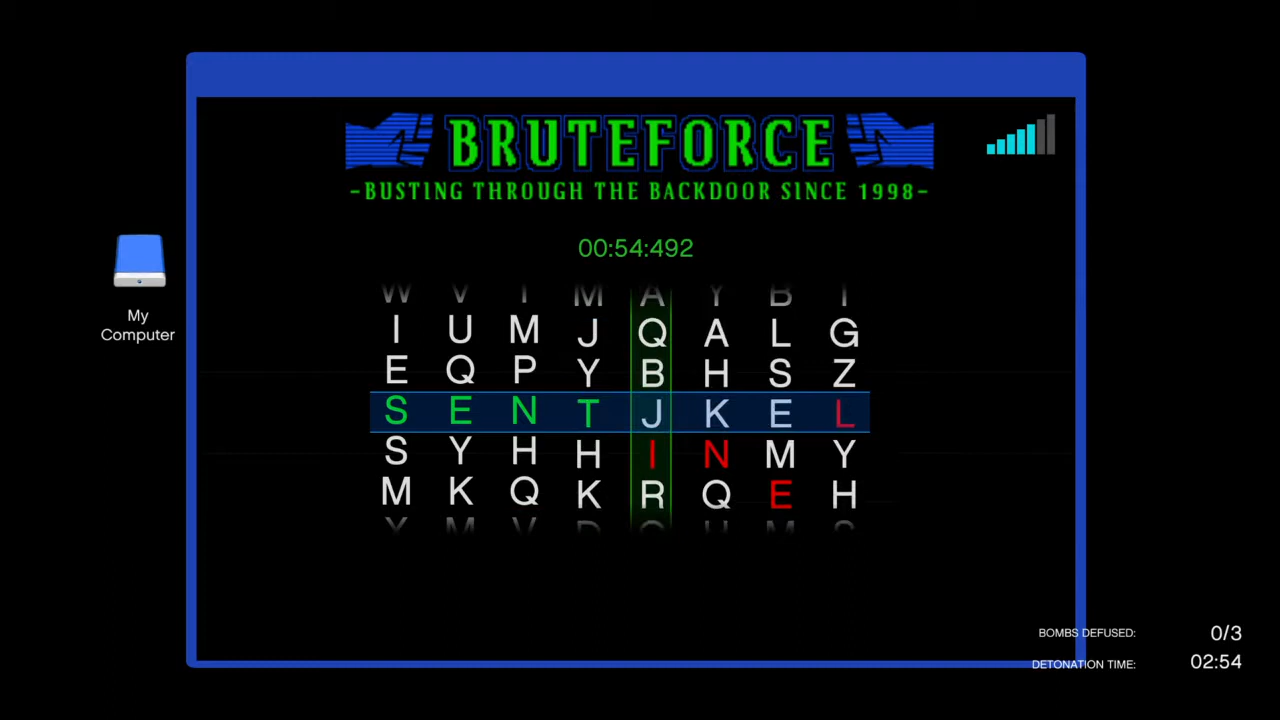 BRUTEFORCE
-BUSTING THROUGH THE BACKDOOR SINCE 1998-
00:54:492
I U M J Q A L G
E Q P Y B H S Z
S E N T J K E L
S Y H H I N M Y
M K Q K R Q E H
My
Computer
BOMBS DEFUSED: 0/3
DETONATION TIME: 02:54